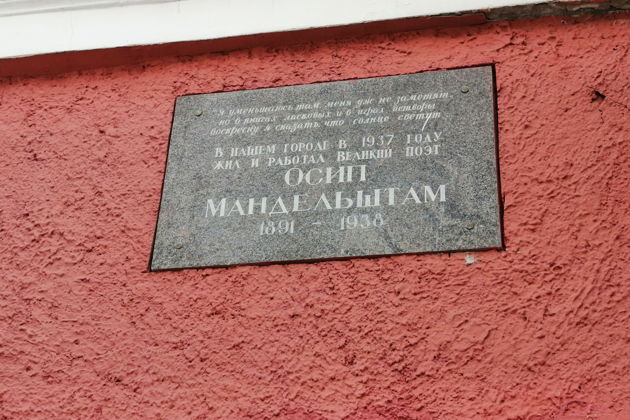 "Я уменьшаюсь там. Меня уже не заметят,
но в книгах ласковых и в играх детворы
воскресну я сказать, что солнце светит..."
В НАШЕМ ГОРОДЕ В 1937 ГОДУ
ЖИЛ И РАБОТАЛ ВЕЛИКИЙ ПОЭТ
ОСИП
МАНДЕЛЬШТАМ
1891 - 1938